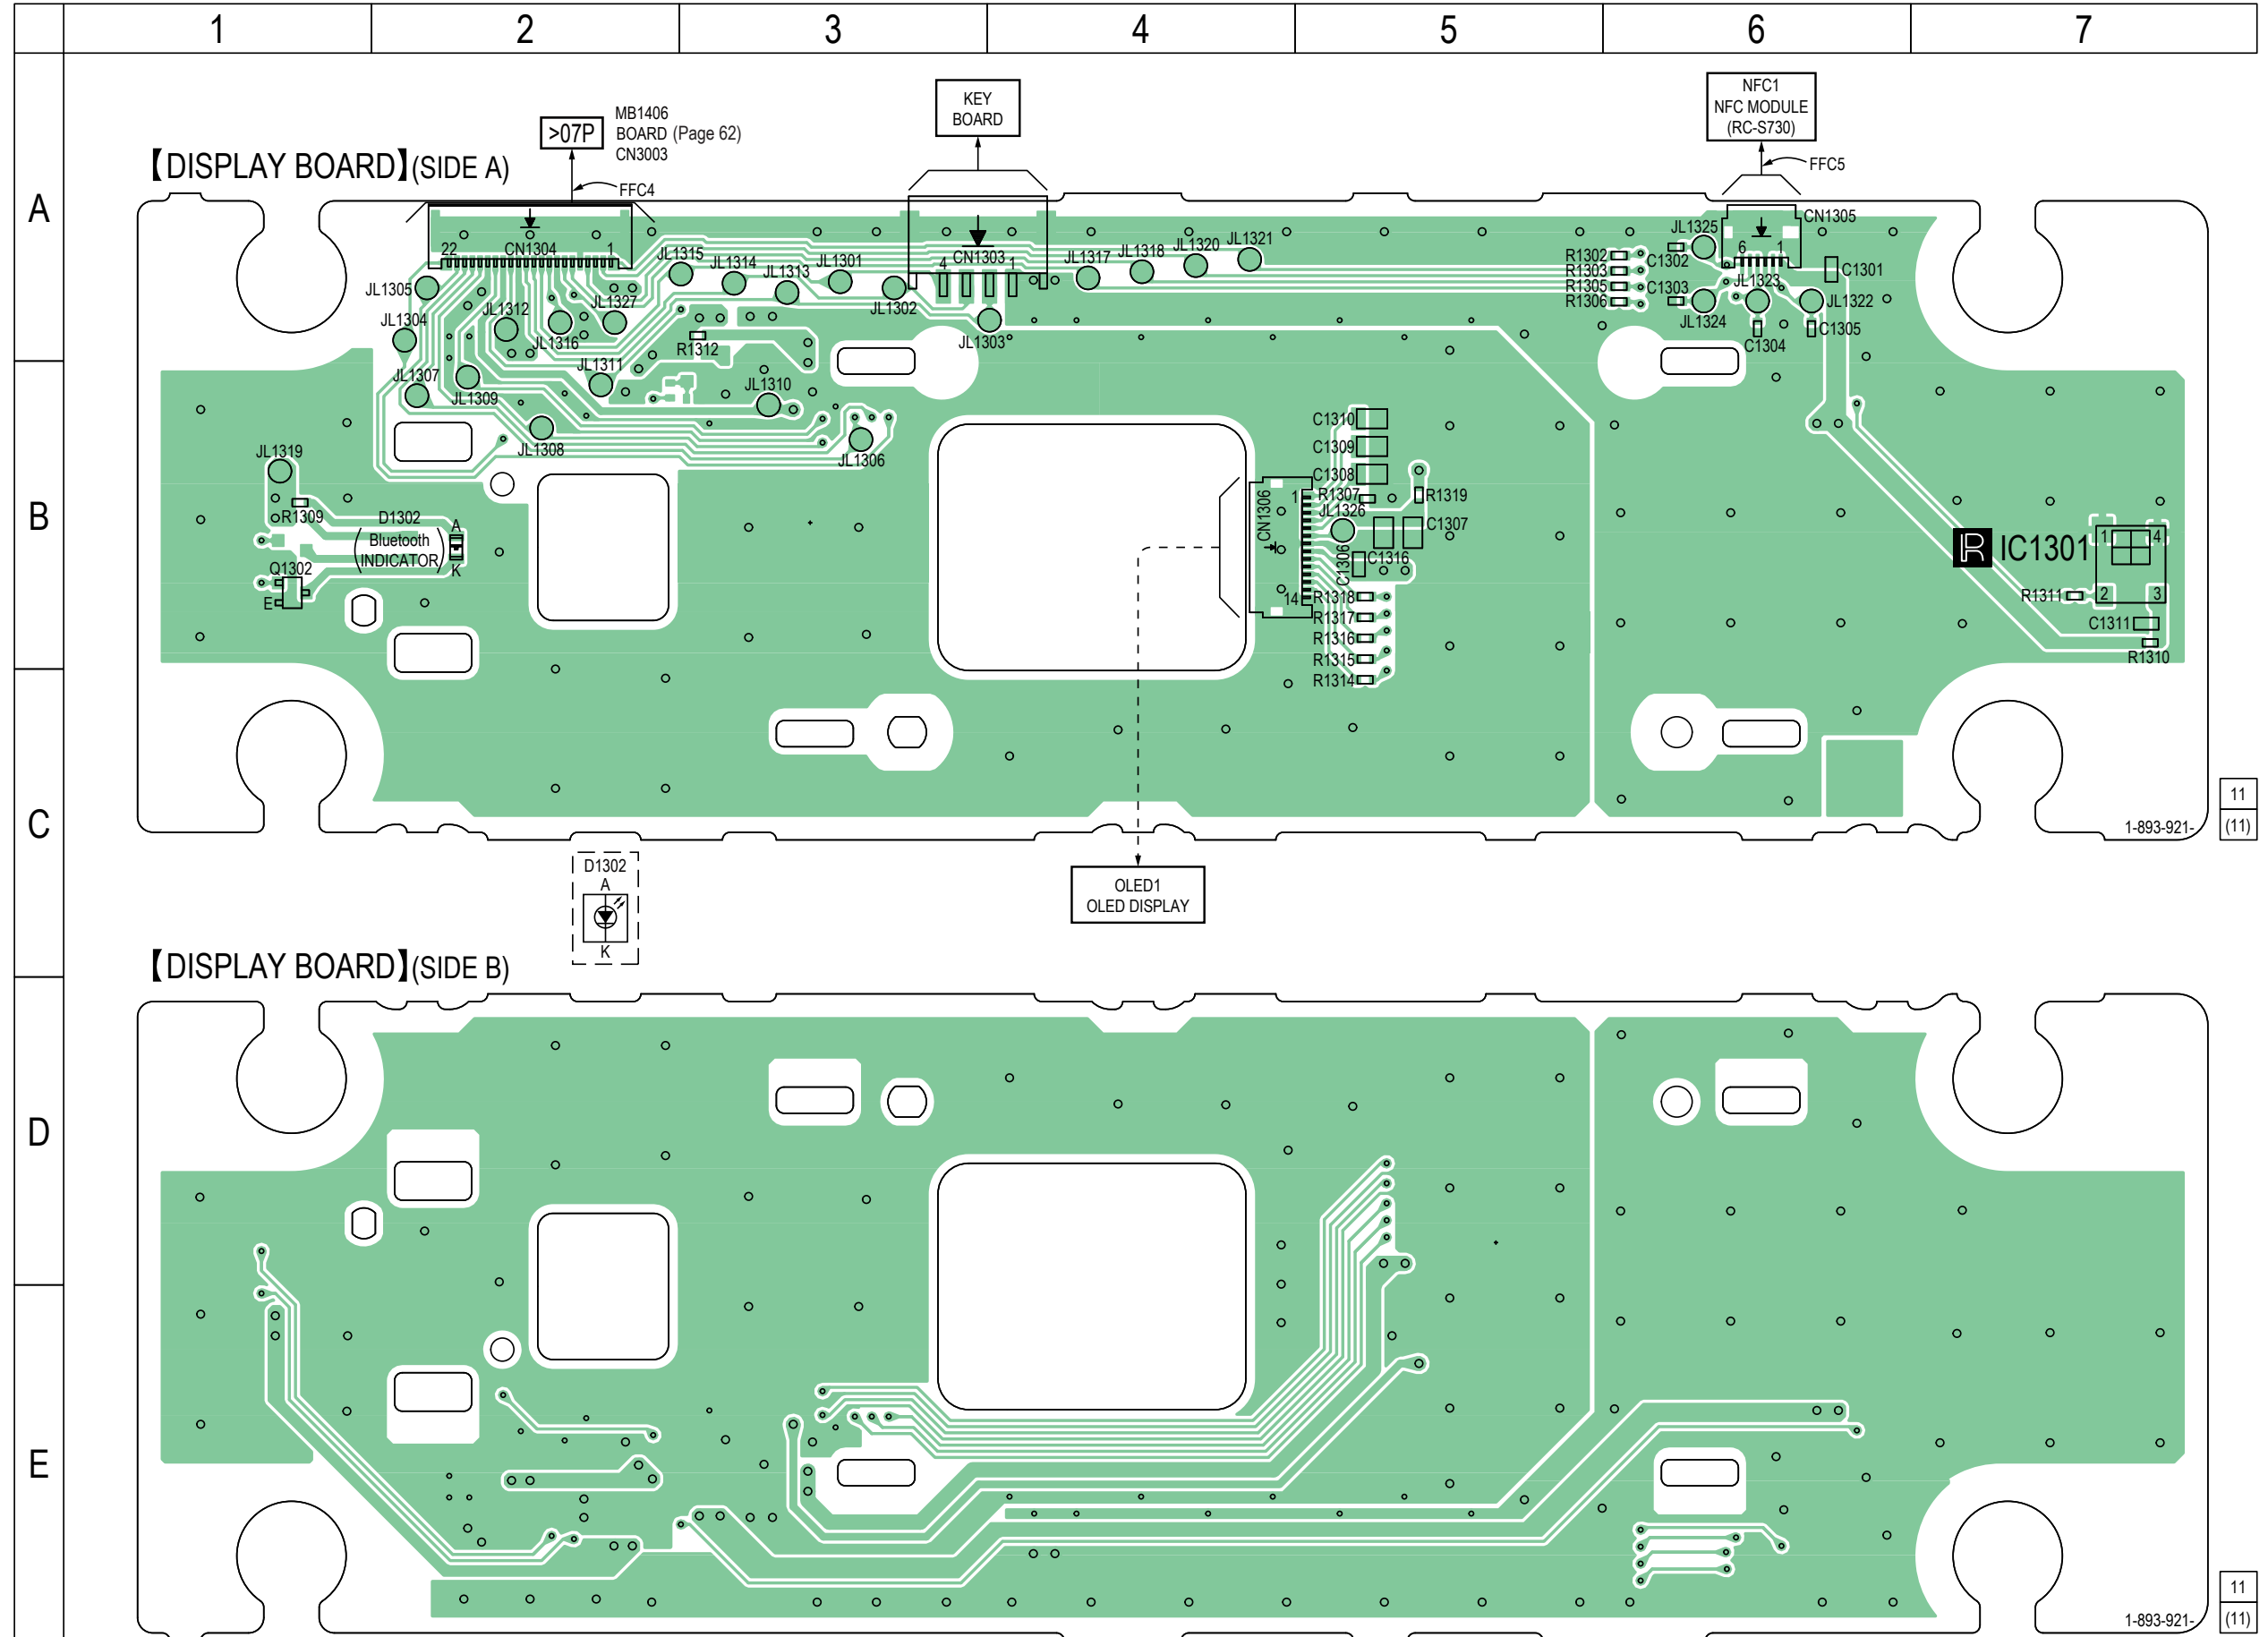 1 2 3 4 5 6 7
A
B
C
D
E
【DISPLAY BOARD】(SIDE A)
>07P
MB1406
BOARD (Page 62)
CN3003
FFC4
KEY
BOARD
NFC1
NFC MODULE
(RC-S730)
FFC5
22 CN1304 1
JL1305
JL1304
JL1312
JL1327
JL1316
JL1311
JL1307
JL1309
JL1308
JL1315
JL1314
JL1313
JL1301
JL1302
R1312
JL1310
JL1306
4 CN1303 1
JL1303
JL1317
JL1318
JL1320
JL1321
R1302
R1303
R1305
R1306
C1302
C1303
JL1325
CN1305
6 1
C1301
JL1323
JL1322
JL1324
C1304
C1305
JL1319
R1309
D1302
(Bluetooth
INDICATOR)
A
K
Q1302
E
C1310
C1309
C1308
R1307
R1319
JL1326
C1307
CN1306
1
14
C1306
C1316
R1318
R1317
R1316
R1315
R1314
R IC1301
1 4
2 3
R1311
C1311
R1310
1-893-921-
11
(11)
D1302
A
K
OLED1
OLED DISPLAY
【DISPLAY BOARD】(SIDE B)
1-893-921-
11
(11)